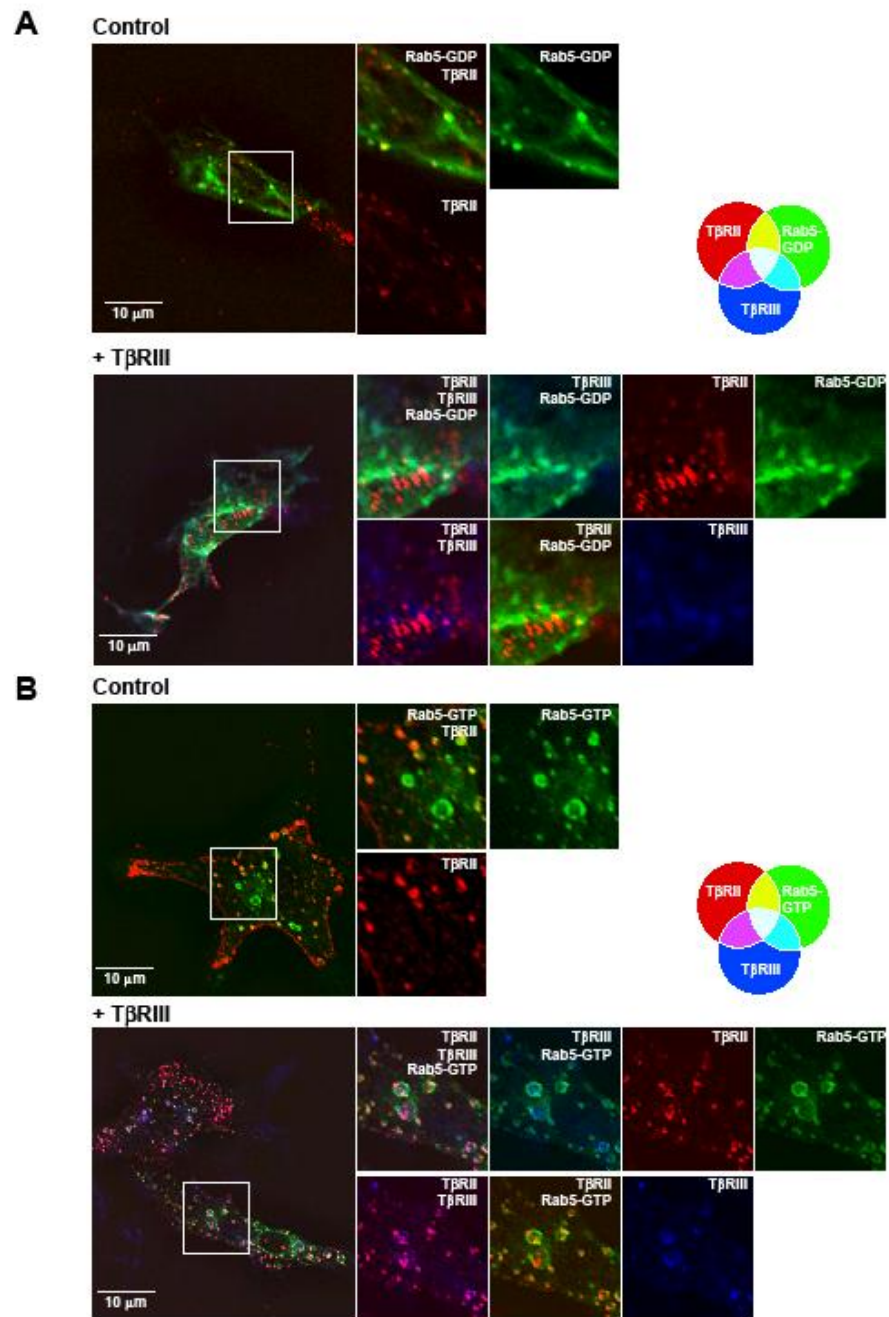 A
Control
Rab5-GDP
TβRII
Rab5-GDP
TβRII
10 μm
TβRII
Rab5-
GDP
TβRIII
+ TβRIII
TβRII
TβRIII
Rab5-GDP
TβRIII
Rab5-GDP
TβRII
Rab5-GDP
TβRII
TβRIII
TβRII
Rab5-GDP
TβRIII
10 μm
B
Control
Rab5-GTP
TβRII
Rab5-GTP
TβRII
10 μm
TβRII
Rab5-
GTP
TβRIII
+ TβRIII
TβRII
TβRIII
Rab5-GTP
TβRIII
Rab5-GTP
TβRII
Rab5-GTP
TβRII
TβRIII
TβRII
Rab5-GTP
TβRIII
10 μm